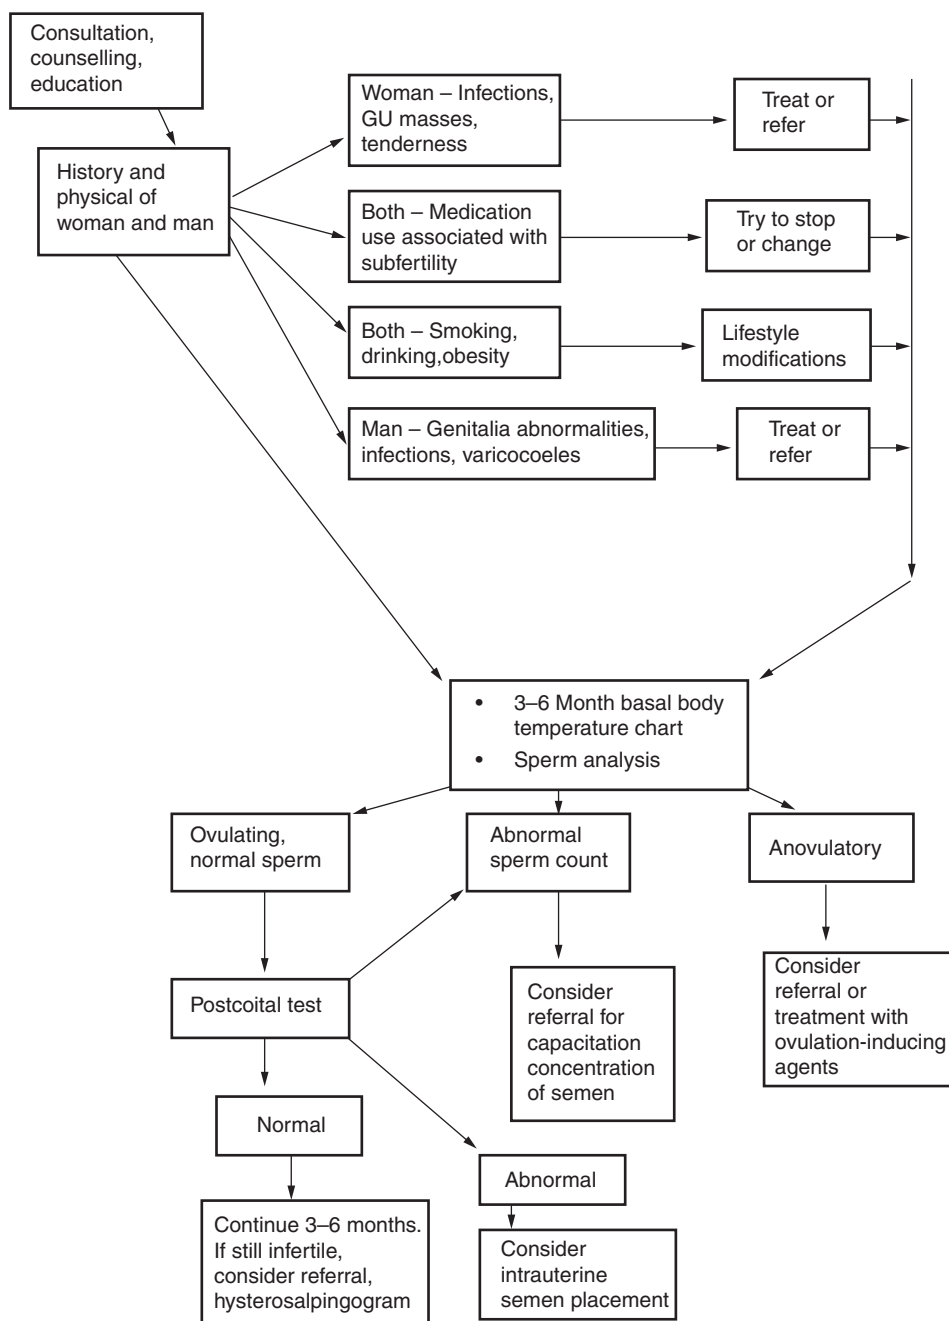 Consultation,
counselling,
education
History and
physical of
woman and man
Woman – Infections,
GU masses,
tenderness
Treat or
refer
Both – Medication
use associated with
subfertility
Try to stop
or change
Both – Smoking,
drinking,obesity
Lifestyle
modifications
Man – Genitalia abnormalities,
infections, varicocoeles
Treat or
refer
• 3–6 Month basal body
temperature chart
• Sperm analysis
Ovulating,
normal sperm
Abnormal
sperm count
Anovulatory
Postcoital test
Consider
referral for
capacitation
concentration
of semen
Consider
referral or
treatment with
ovulation-inducing
agents
Normal
Abnormal
Continue 3–6 months.
If still infertile,
consider referral,
hysterosalpingogram
Consider
intrauterine
semen placement